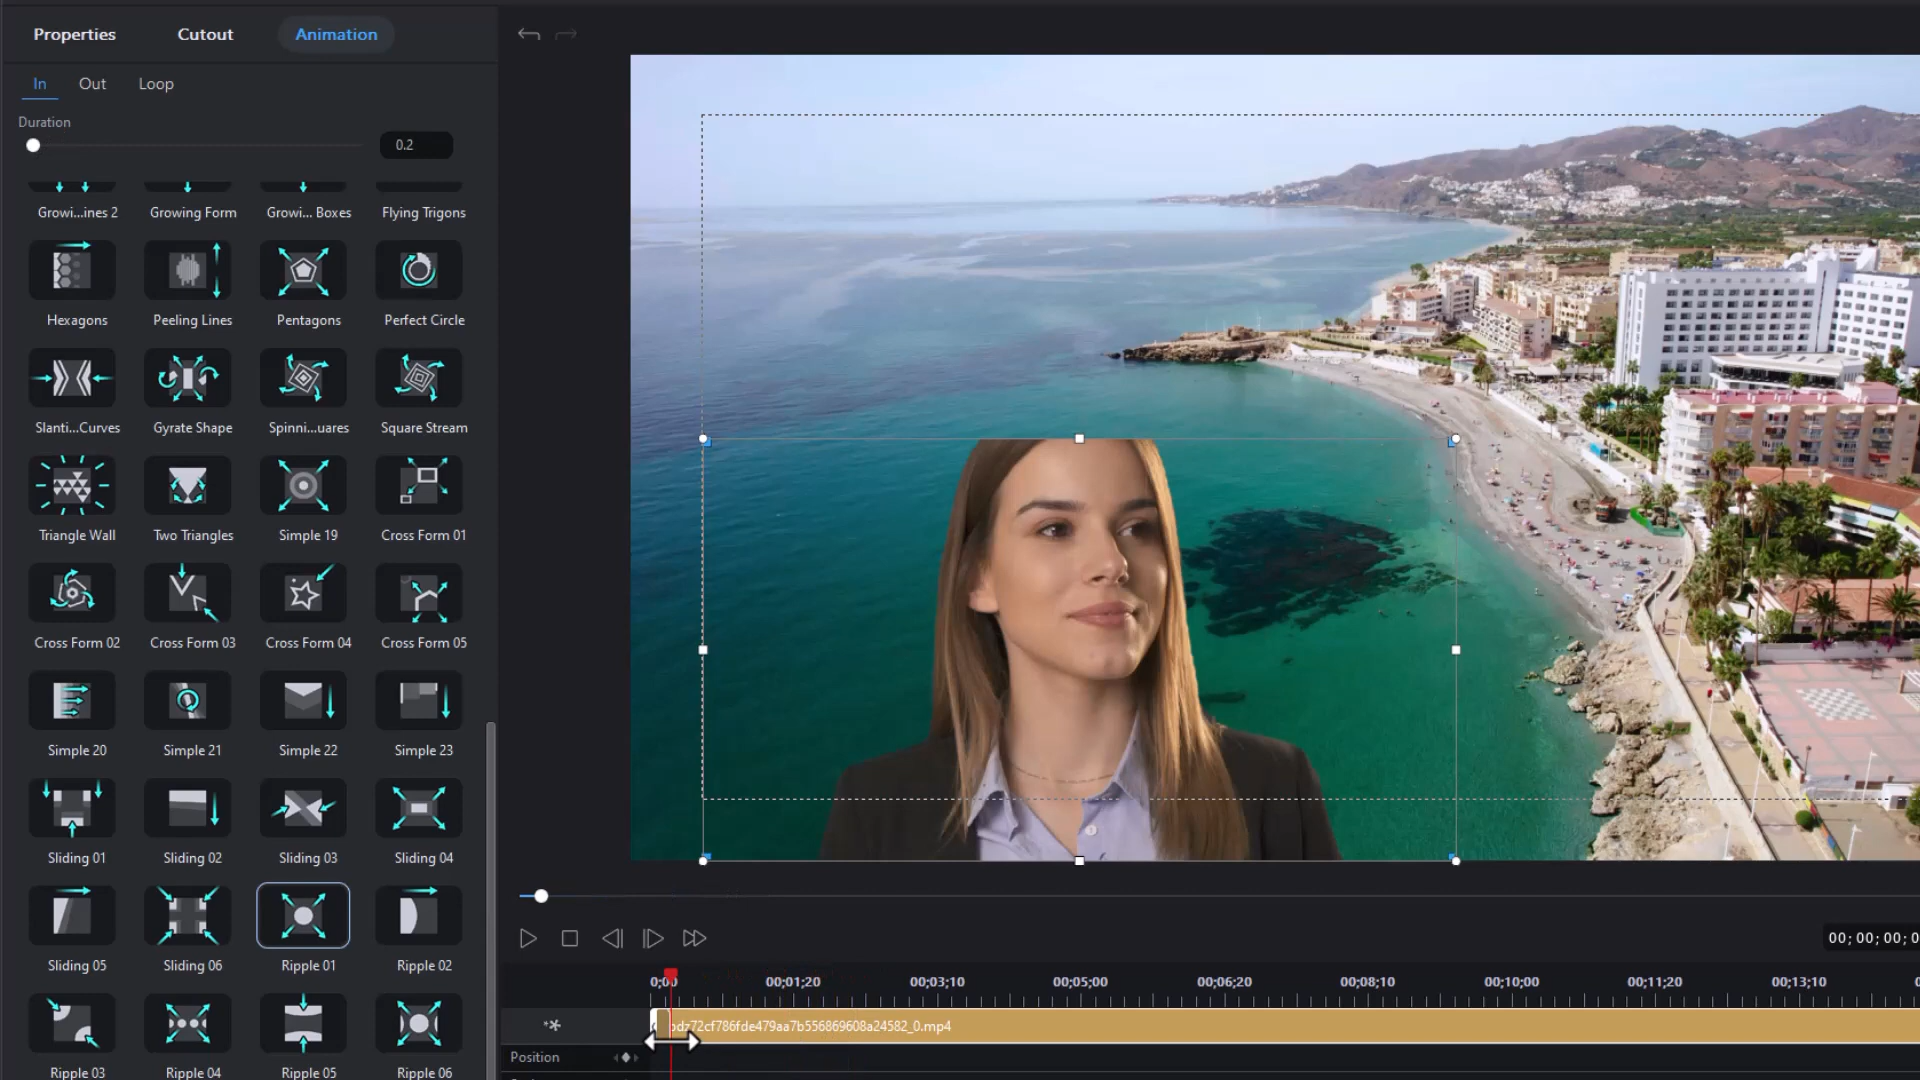 Properties Cutout Animation
In Out Loop
Duration
0.2
Growi...ines 2 Growing Form Growi... Boxes Flying Trigons
Hexagons Peeling Lines Pentagons Perfect Circle
Slanti...Curves Gyrate Shape Spinni...uares Square Stream
Triangle Wall Two Triangles Simple 19 Cross Form 01
Cross Form 02 Cross Form 03 Cross Form 04 Cross Form 05
Simple 20 Simple 21 Simple 22 Simple 23
Sliding 01 Sliding 02 Sliding 03 Sliding 04
Sliding 05 Sliding 06 Ripple 01 Ripple 02
Ripple 03 Ripple 04 Ripple 05 Ripple 06
00; 00; 00; 0
0;00 00;01;20 00;03;10 00;05;00 00;06;20 00;08;10 00;10;00 00;11;20 00;13;10
bdz72cf786fde479aa7b556869608a24582_0.mp4
Position